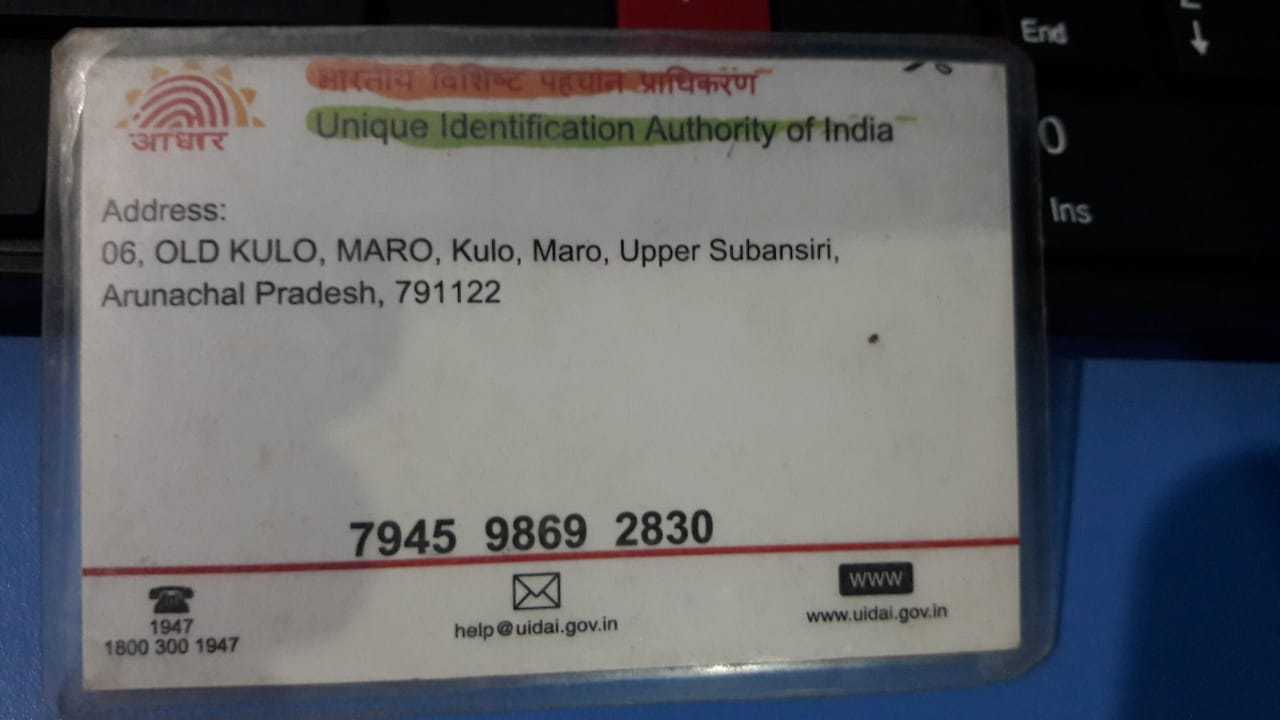 भारतीय विशिष्ट पहचान प्राधिकरण
आधार
Unique Identification Authority of India
Address:
06, OLD KULO, MARO, Kulo, Maro, Upper Subansiri,
Arunachal Pradesh, 791122
7945 9869 2830
1947
1800 300 1947
help@uidai.gov.in
www
www.uidai.gov.in
End
0
Ins